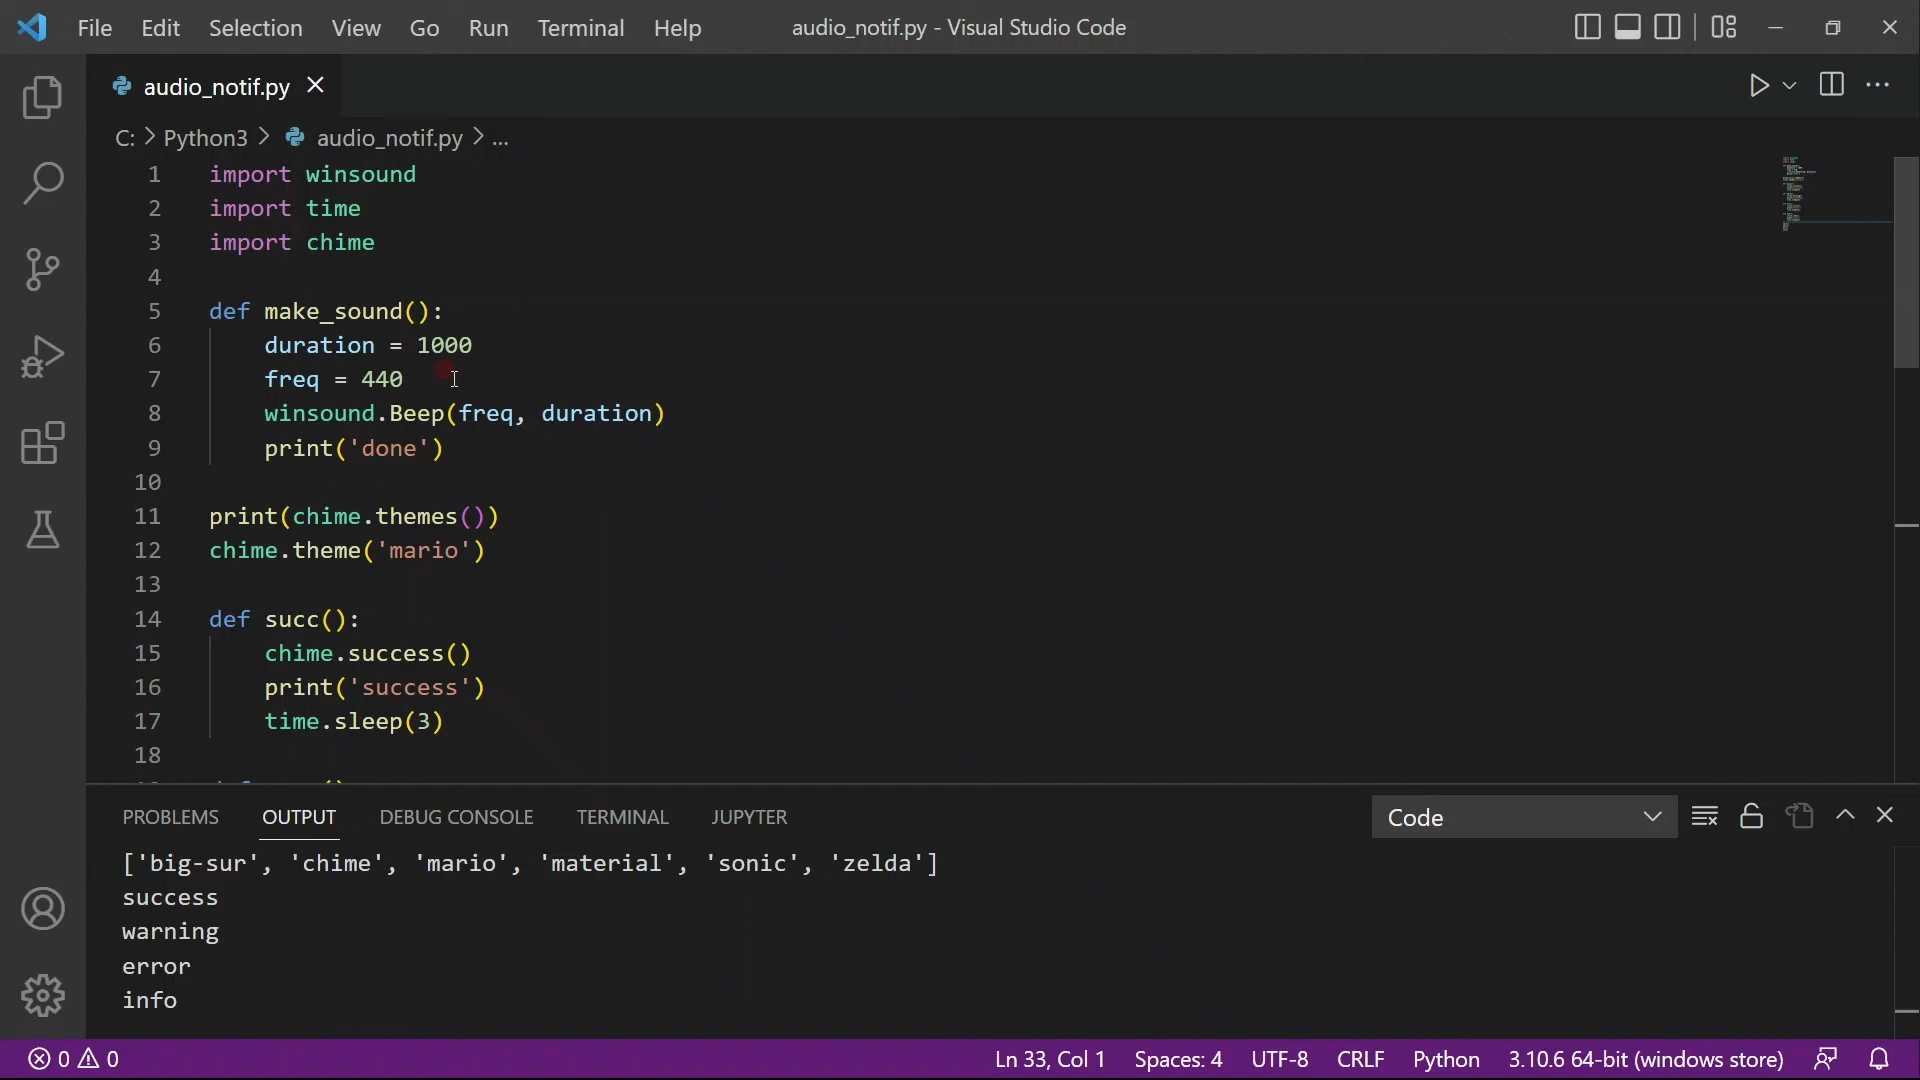 File Edit Selection View Go Run Terminal Help audio_notif.py - Visual Studio Code
audio_notif.py
C: > Python3 > audio_notif.py > ...
1 import winsound
2 import time
3 import chime
4
5 def make_sound():
6     duration = 1000
7     freq = 440
8     winsound.Beep(freq, duration)
9     print('done')
10
11 print(chime.themes())
12 chime.theme('mario')
13
14 def succ():
15     chime.success()
16     print('success')
17     time.sleep(3)
18
PROBLEMS OUTPUT DEBUG CONSOLE TERMINAL JUPYTER Code
['big-sur', 'chime', 'mario', 'material', 'sonic', 'zelda']
success
warning
error
info
0 0 Ln 33, Col 1 Spaces: 4 UTF-8 CRLF Python 3.10.6 64-bit (windows store)